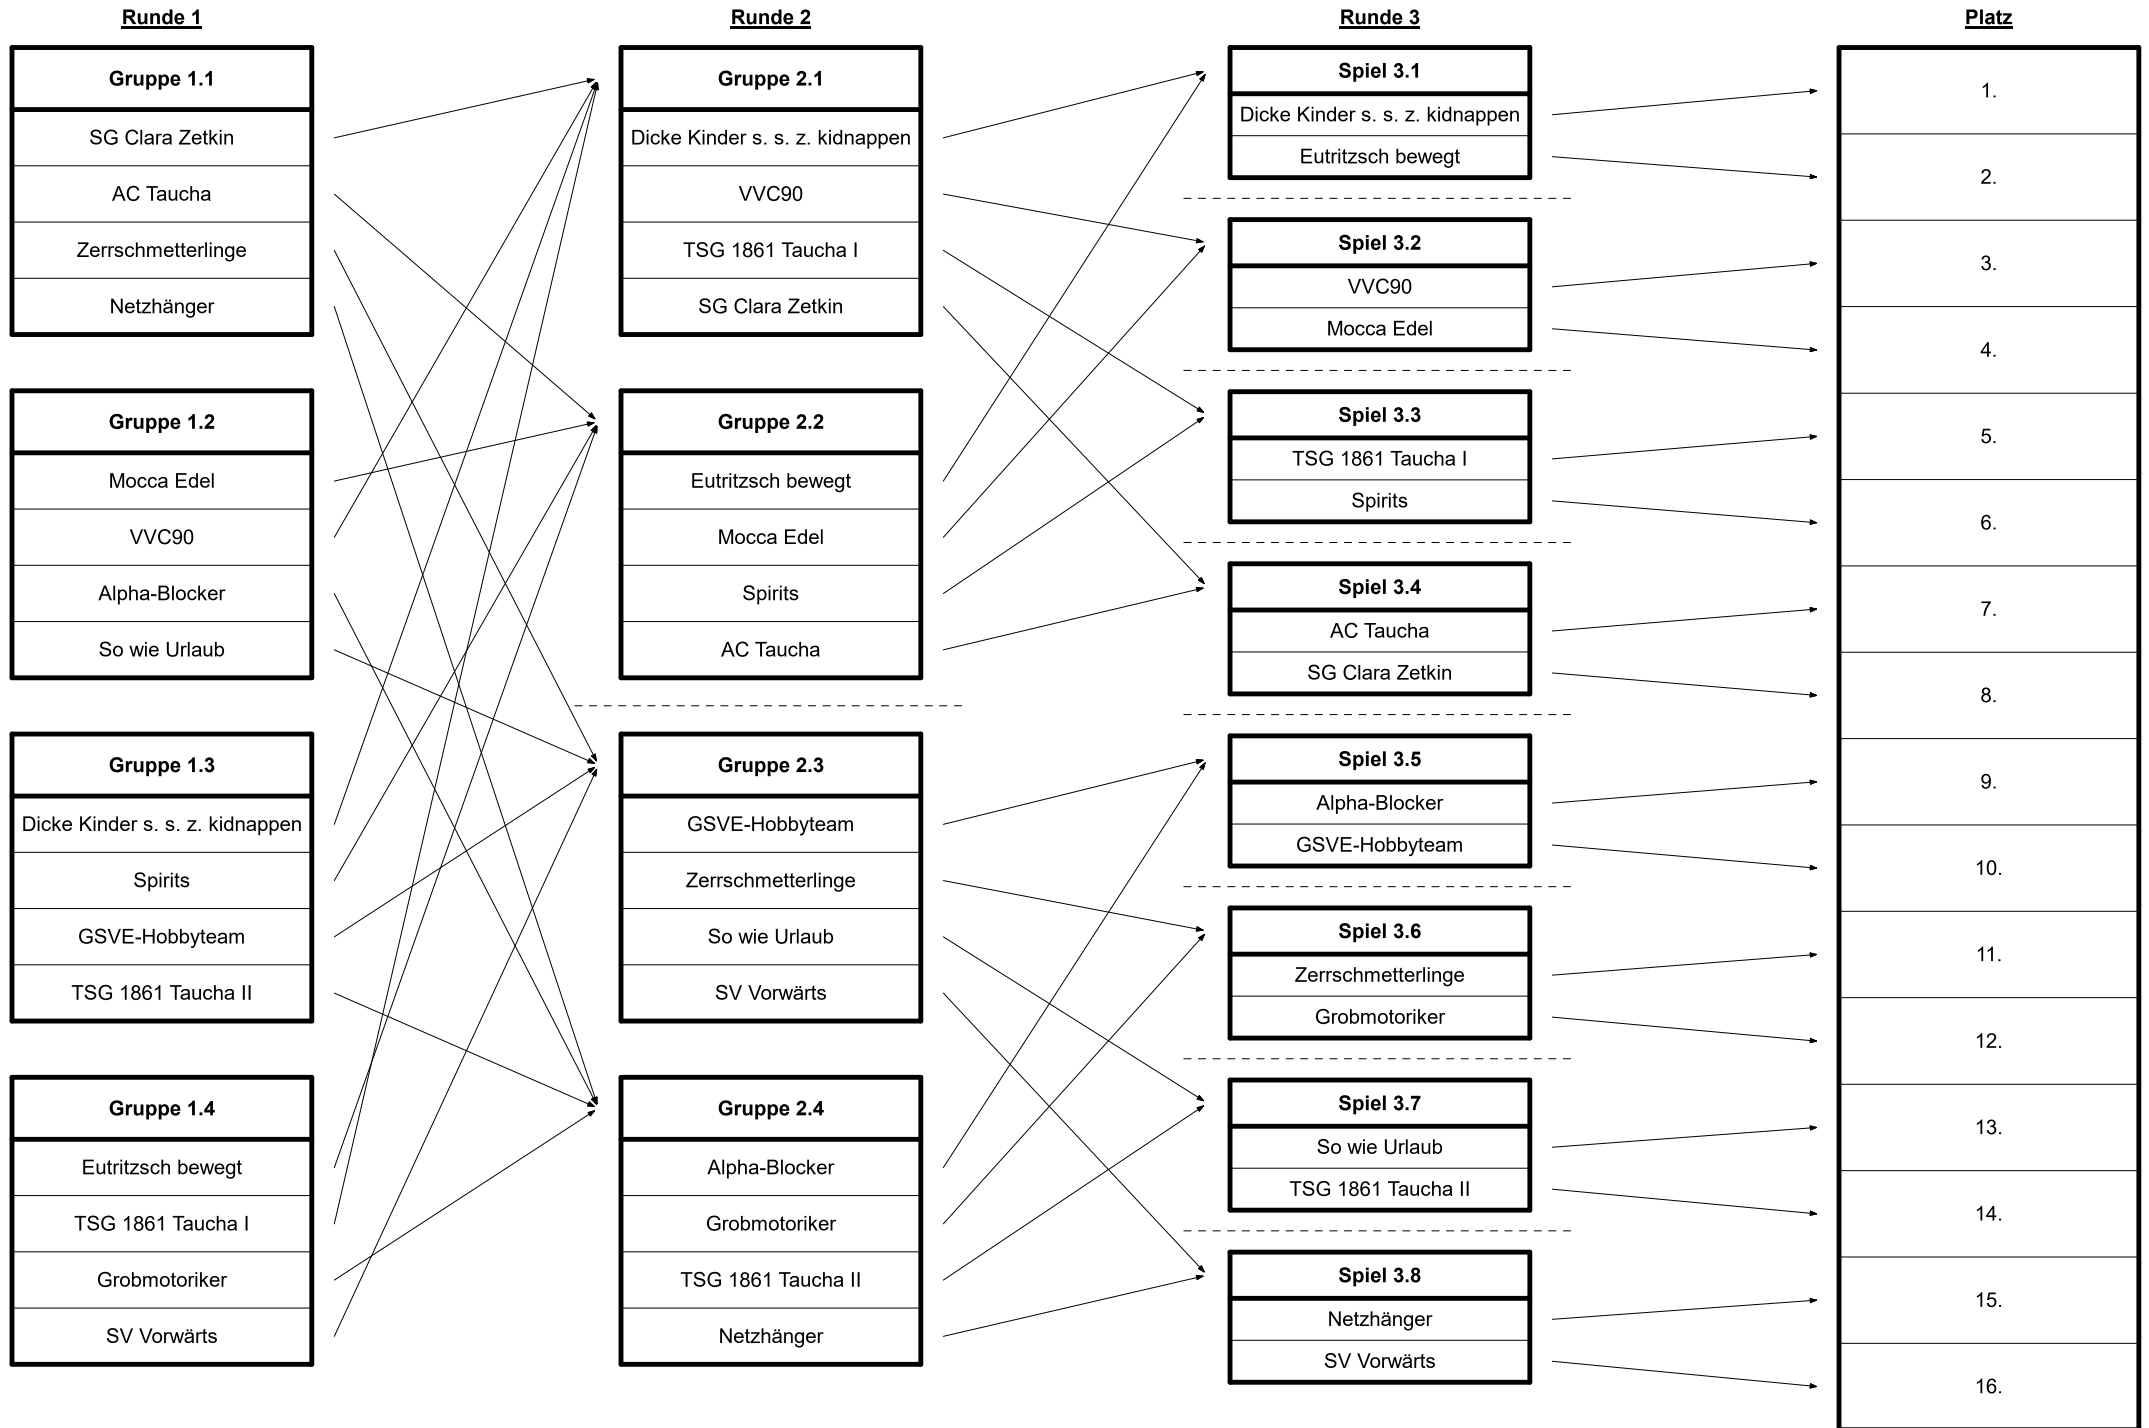 Runde 1
Gruppe 1.1
SG Clara Zetkin
AC Taucha
Zerrschmetterlinge
Netzhänger
Gruppe 1.2
Mocca Edel
VVC90
Alpha-Blocker
So wie Urlaub
Gruppe 1.3
Dicke Kinder s. s. z. kidnappen
Spirits
GSVE-Hobbyteam
TSG 1861 Taucha II
Gruppe 1.4
Eutritzsch bewegt
TSG 1861 Taucha I
Grobmotoriker
SV Vorwärts
Runde 2
Gruppe 2.1
Dicke Kinder s. s. z. kidnappen
VVC90
TSG 1861 Taucha I
SG Clara Zetkin
Gruppe 2.2
Eutritzsch bewegt
Mocca Edel
Spirits
AC Taucha
Gruppe 2.3
GSVE-Hobbyteam
Zerrschmetterlinge
So wie Urlaub
SV Vorwärts
Gruppe 2.4
Alpha-Blocker
Grobmotoriker
TSG 1861 Taucha II
Netzhänger
Runde 3
Spiel 3.1
Dicke Kinder s. s. z. kidnappen
Eutritzsch bewegt
Spiel 3.2
VVC90
Mocca Edel
Spiel 3.3
TSG 1861 Taucha I
Spirits
Spiel 3.4
AC Taucha
SG Clara Zetkin
Spiel 3.5
Alpha-Blocker
GSVE-Hobbyteam
Spiel 3.6
Zerrschmetterlinge
Grobmotoriker
Spiel 3.7
So wie Urlaub
TSG 1861 Taucha II
Spiel 3.8
Netzhänger
SV Vorwärts
Platz
1.
2.
3.
4.
5.
6.
7.
8.
9.
10.
11.
12.
13.
14.
15.
16.